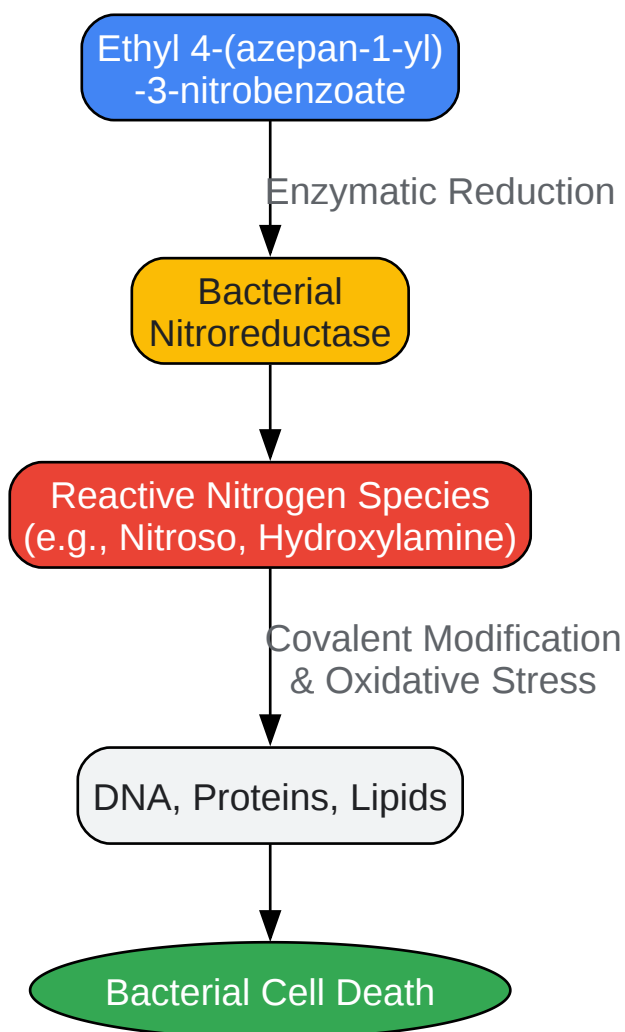 Ethyl 4-(azepan-1-yl)
-3-nitrobenzoate
Enzymatic Reduction
Bacterial
Nitroreductase
Reactive Nitrogen Species
(e.g., Nitroso, Hydroxylamine)
Covalent Modification
& Oxidative Stress
DNA, Proteins, Lipids
Bacterial Cell Death